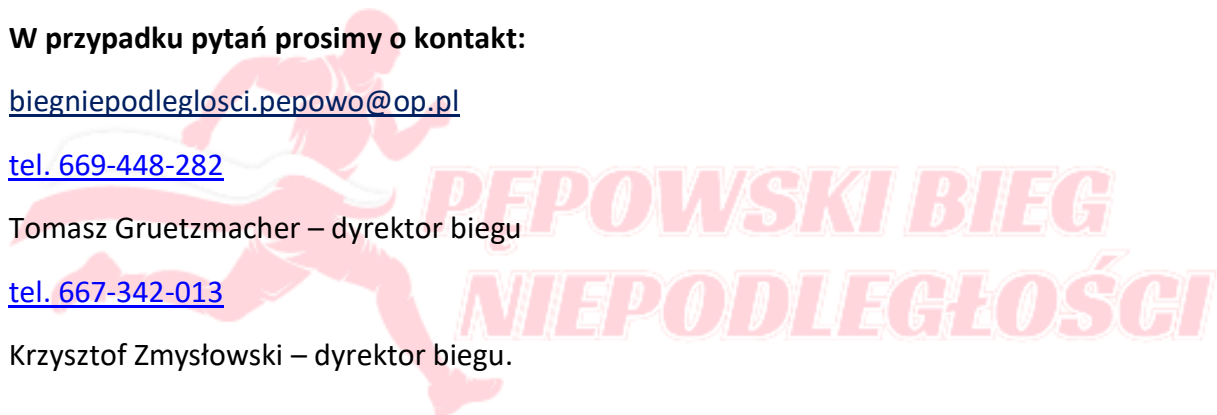 W przypadku pytań prosimy o kontakt:
biegniepodleglosci.pepowo@op.pl
tel. 669-448-282
PĘPOWSKI BIEG
Tomasz Gruetzmacher – dyrektor biegu
tel. 667-342-013
NIEPODLEGŁOŚCI
Krzysztof Zmysłowski – dyrektor biegu.